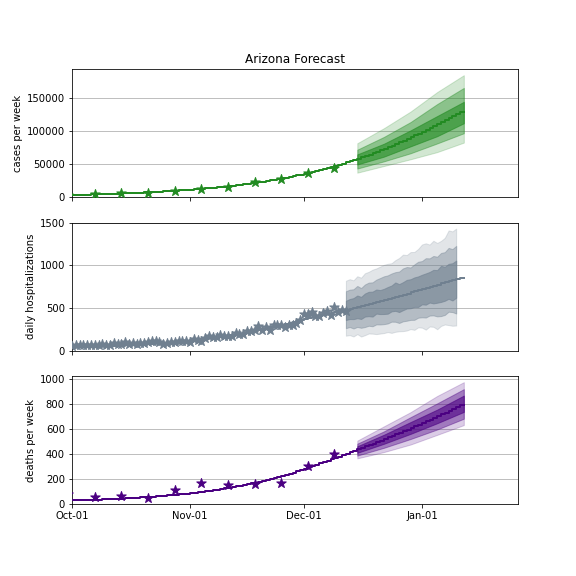 Arizona Forecast
cases per week
150000
100000
50000
0
daily hospitalizations
1500
1000
500
0
deaths per week
1000
800
600
400
200
0
Oct-01 Nov-01 Dec-01 Jan-01